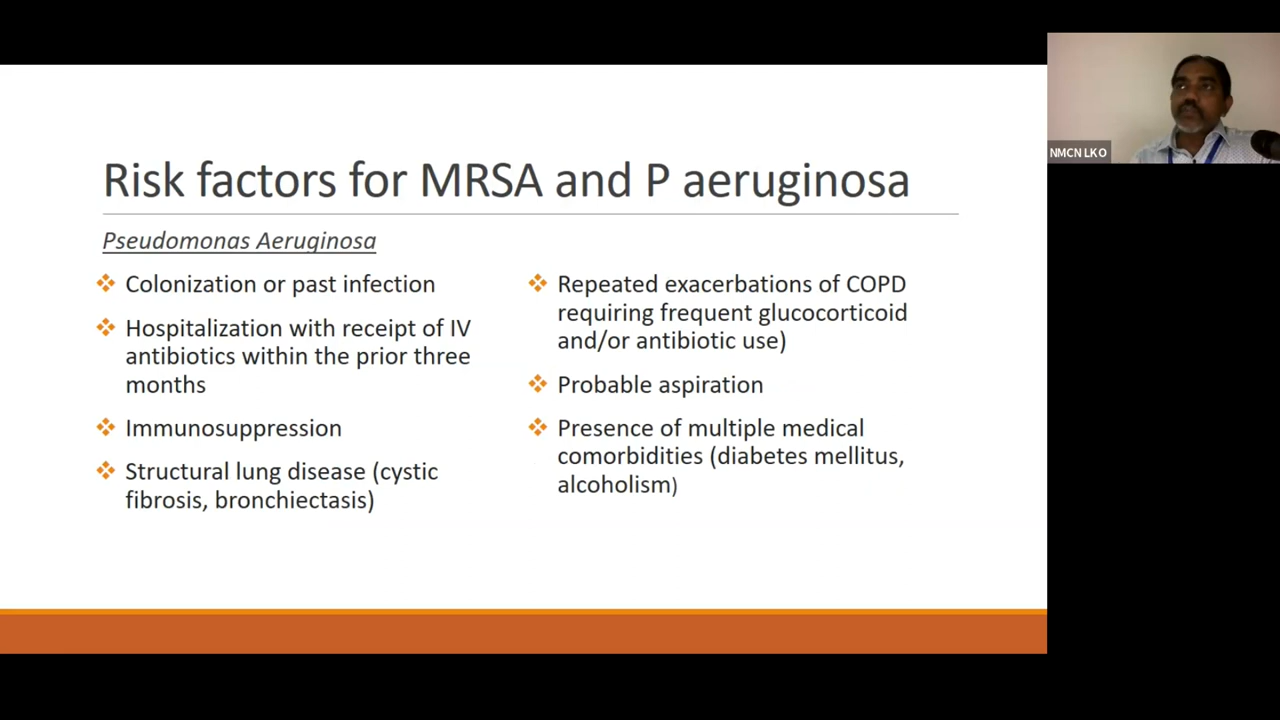 Risk factors for MRSA and P aeruginosa
Pseudomonas Aeruginosa
Colonization or past infection
Hospitalization with receipt of IV
antibiotics within the prior three
months
Immunosuppression
Structural lung disease (cystic
fibrosis, bronchiectasis)
Repeated exacerbations of COPD
requiring frequent glucocorticoid
and/or antibiotic use)
Probable aspiration
Presence of multiple medical
comorbidities (diabetes mellitus,
alcoholism)
NMCN LKO